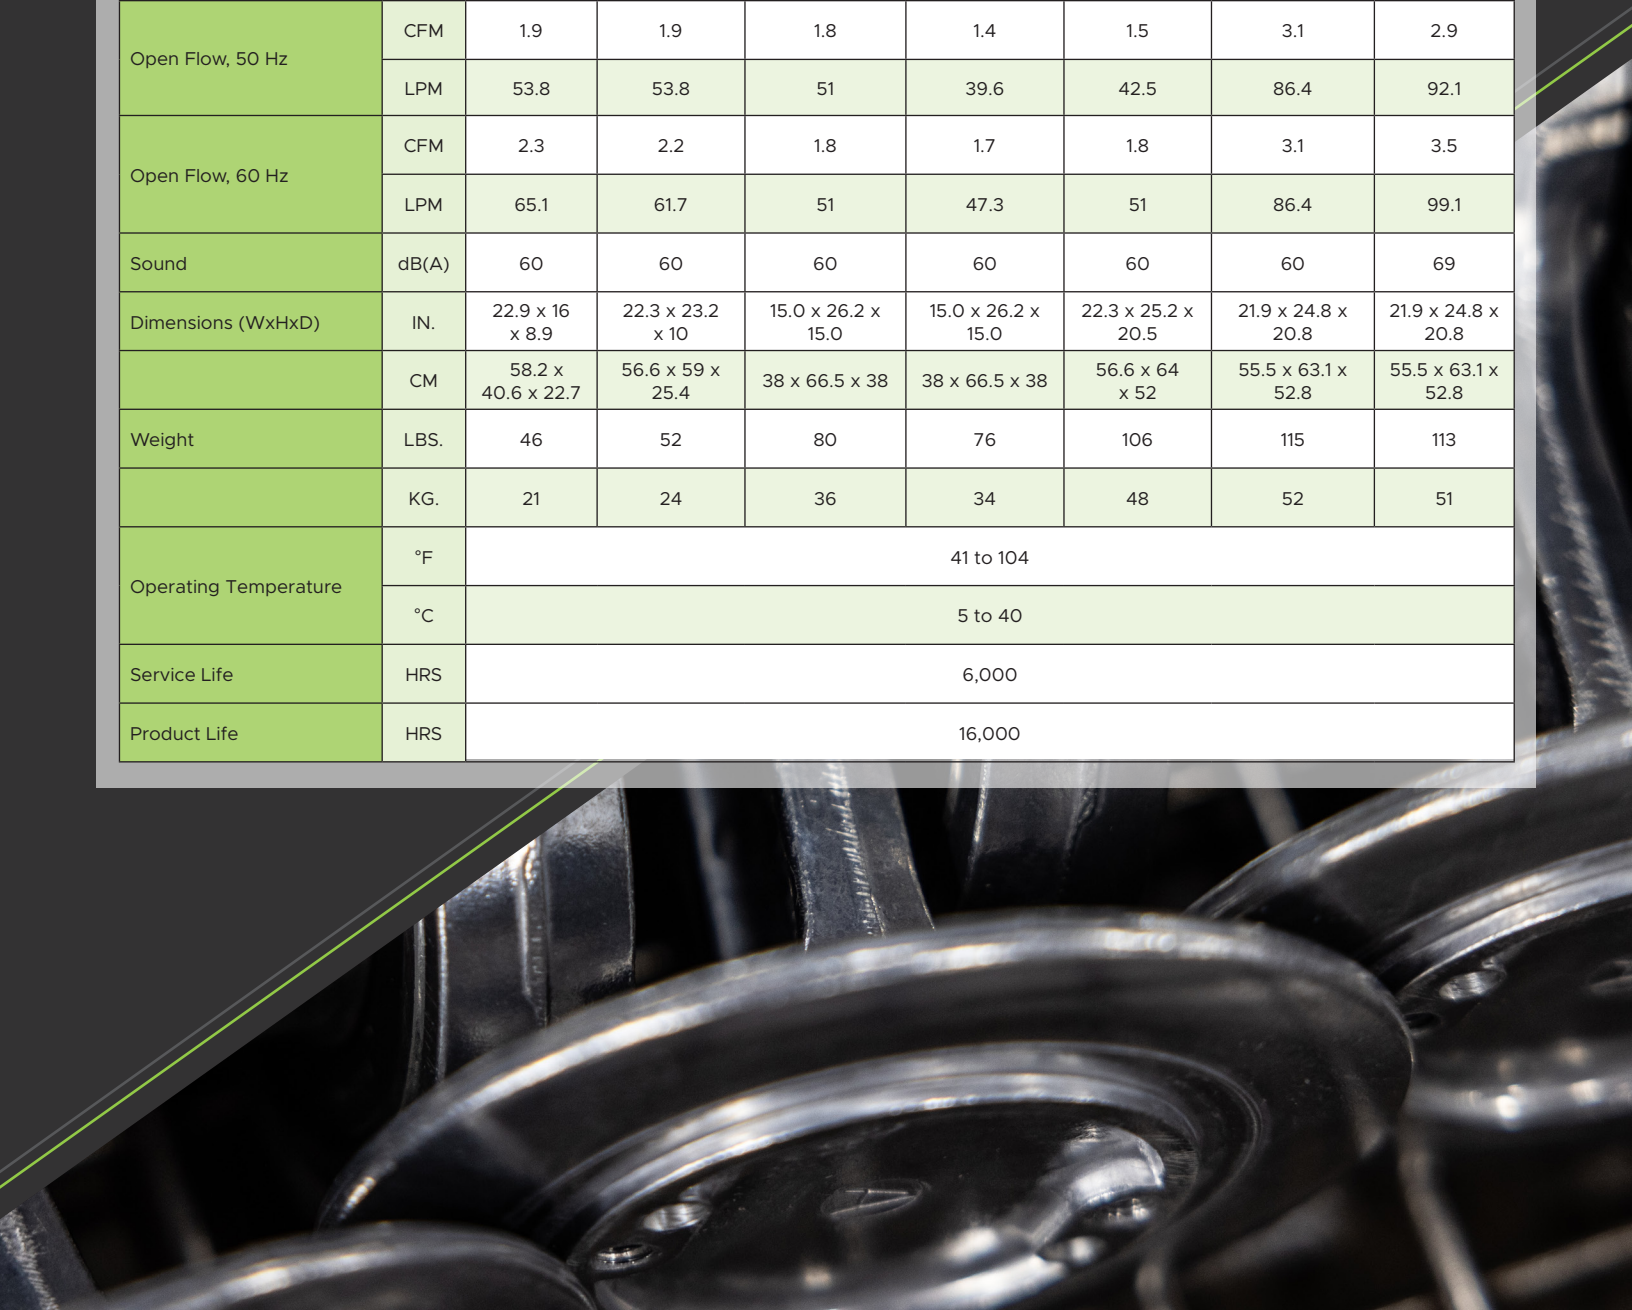 Open Flow, 50 Hz CFM 1.9 1.9 1.8 1.4 1.5 3.1 2.9
LPM 53.8 53.8 51 39.6 42.5 86.4 92.1
Open Flow, 60 Hz CFM 2.3 2.2 1.8 1.7 1.8 3.1 3.5
LPM 65.1 61.7 51 47.3 51 86.4 99.1
Sound dB(A) 60 60 60 60 60 60 69
Dimensions (WxHxD) IN. 22.9 x 16 x 8.9 22.3 x 23.2 x 10 15.0 x 26.2 x 15.0 15.0 x 26.2 x 15.0 22.3 x 25.2 x 20.5 21.9 x 24.8 x 20.8 21.9 x 24.8 x 20.8
CM 58.2 x 40.6 x 22.7 56.6 x 59 x 25.4 38 x 66.5 x 38 38 x 66.5 x 38 56.6 x 64 x 52 55.5 x 63.1 x 52.8 55.5 x 63.1 x 52.8
Weight LBS. 46 52 80 76 106 115 113
KG. 21 24 36 34 48 52 51
Operating Temperature °F 41 to 104
°C 5 to 40
Service Life HRS 6,000
Product Life HRS 16,000